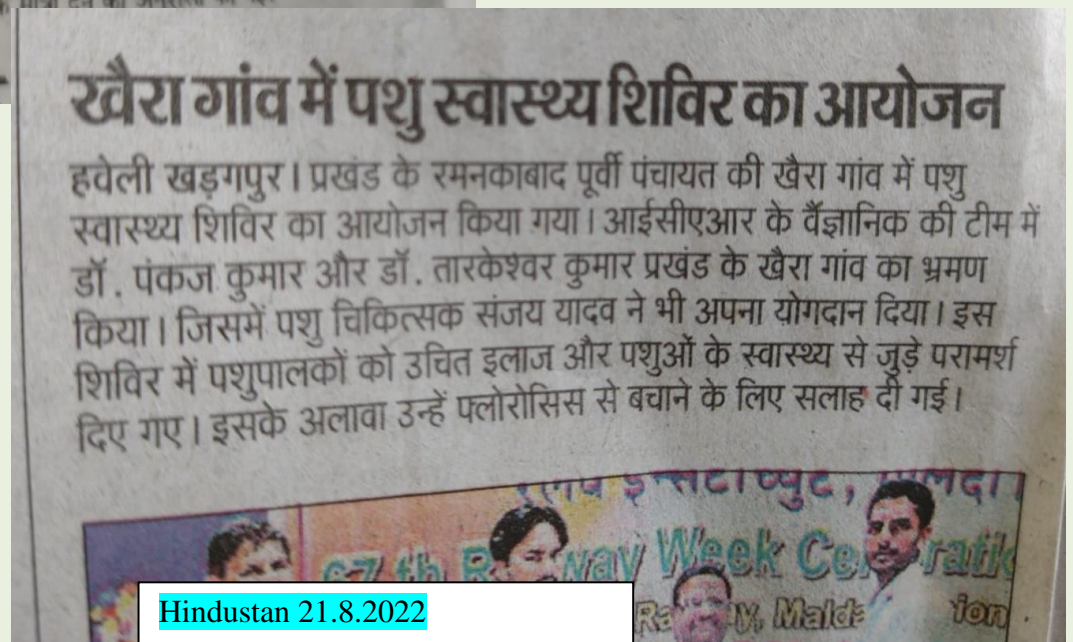 खैरा गांव में पशु स्वास्थ्य शिविर का आयोजन
हवेली खड़गपुर। प्रखंड के रमनकाबाद पूर्वी पंचायत की खैरा गांव में पशु
स्वास्थ्य शिविर का आयोजन किया गया। आईसीएआर के वैज्ञानिक की टीम में
डॉ. पंकज कुमार और डॉ. तारकेश्वर कुमार प्रखंड के खैरा गांव का भ्रमण
किया। जिसमें पशु चिकित्सक संजय यादव ने भी अपना योगदान दिया। इस
शिविर में पशुपालकों को उचित इलाज और पशुओं के स्वास्थ्य से जुड़े परामर्श
दिए गए। इसके अलावा उन्हें फ्लोरोसिस से बचाने के लिए सलाह दी गई।
67th Week
Malda
Hindustan 21.8.2022